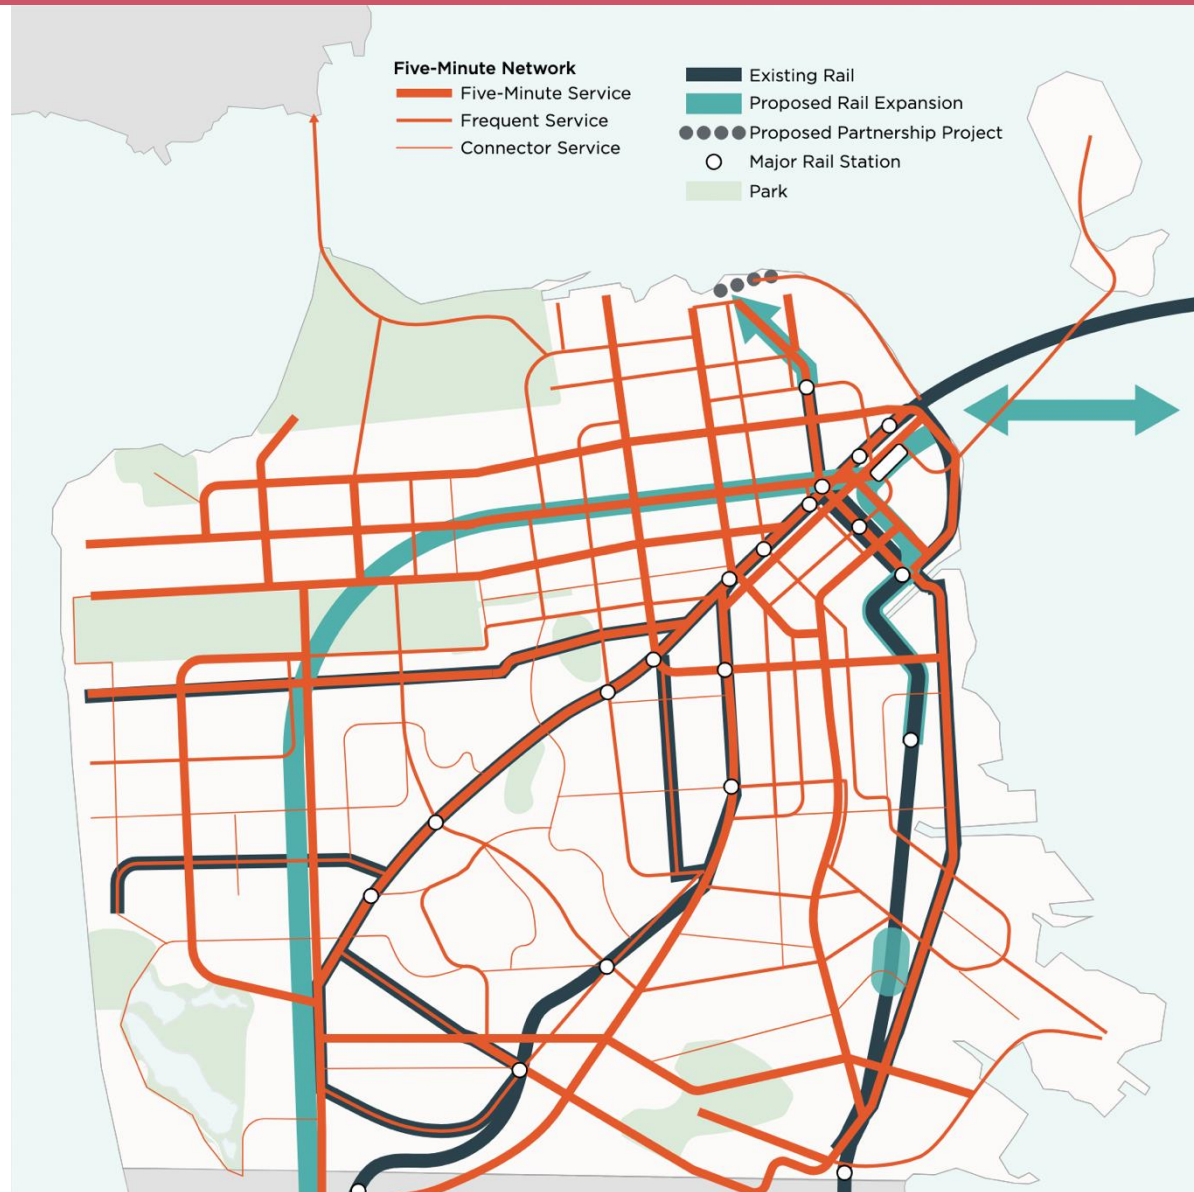 Five-Minute Network
Five-Minute Service
Frequent Service
Connector Service
Existing Rail
Proposed Rail Expansion
Proposed Partnership Project
Major Rail Station
Park